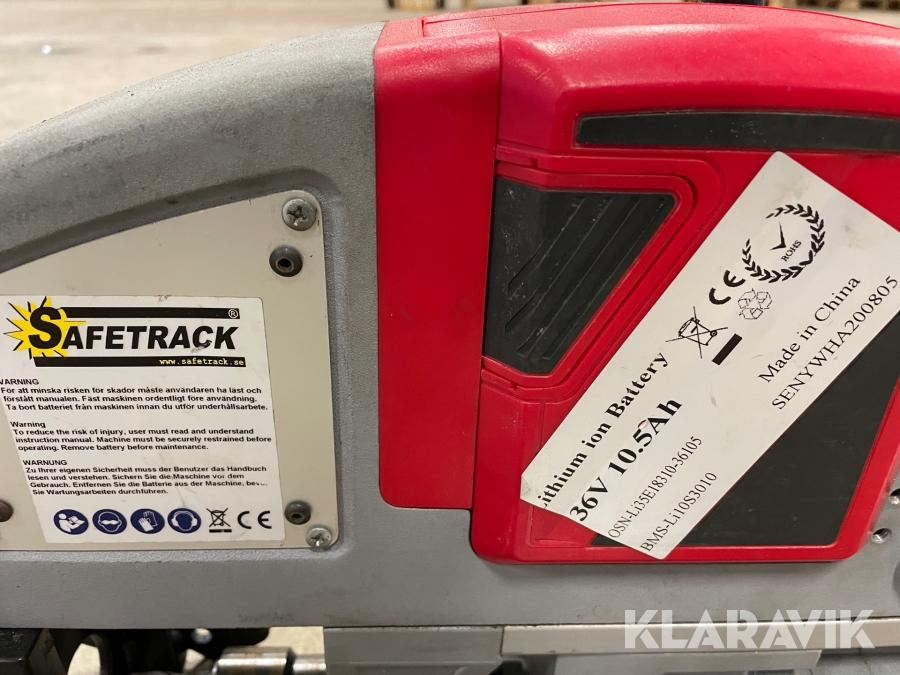 SAFETRACK ®
www.safetrack.se
VARNING
För att minska risken för skador måste användaren ha läst och
förstått manualen. Fäst maskinen ordentligt före användning.
Ta bort batteriet från maskinen innan du utför underhållsarbete.
Warning
To reduce the risk of injury, user must read and understand
instruction manual. Machine must be securely restrained before
operating. Remove battery before maintenance.
WARNUNG
Zu Ihrer eigenen Sicherheit muss der Benutzer das Handbuch
lesen und verstehen. Sichern Sie die Maschine vor dem
Gebrauch. Entfernen Sie die Batterie aus der Maschine, bevor
Sie Wartungsarbeiten durchführen.
CE
Lithium ion Battery
36V 10.5Ah
OSN-Li35E18310-36105
BMS-Li10S3010
CE
ROHS
Made in China
SENYWHA200805
KLARAVIK